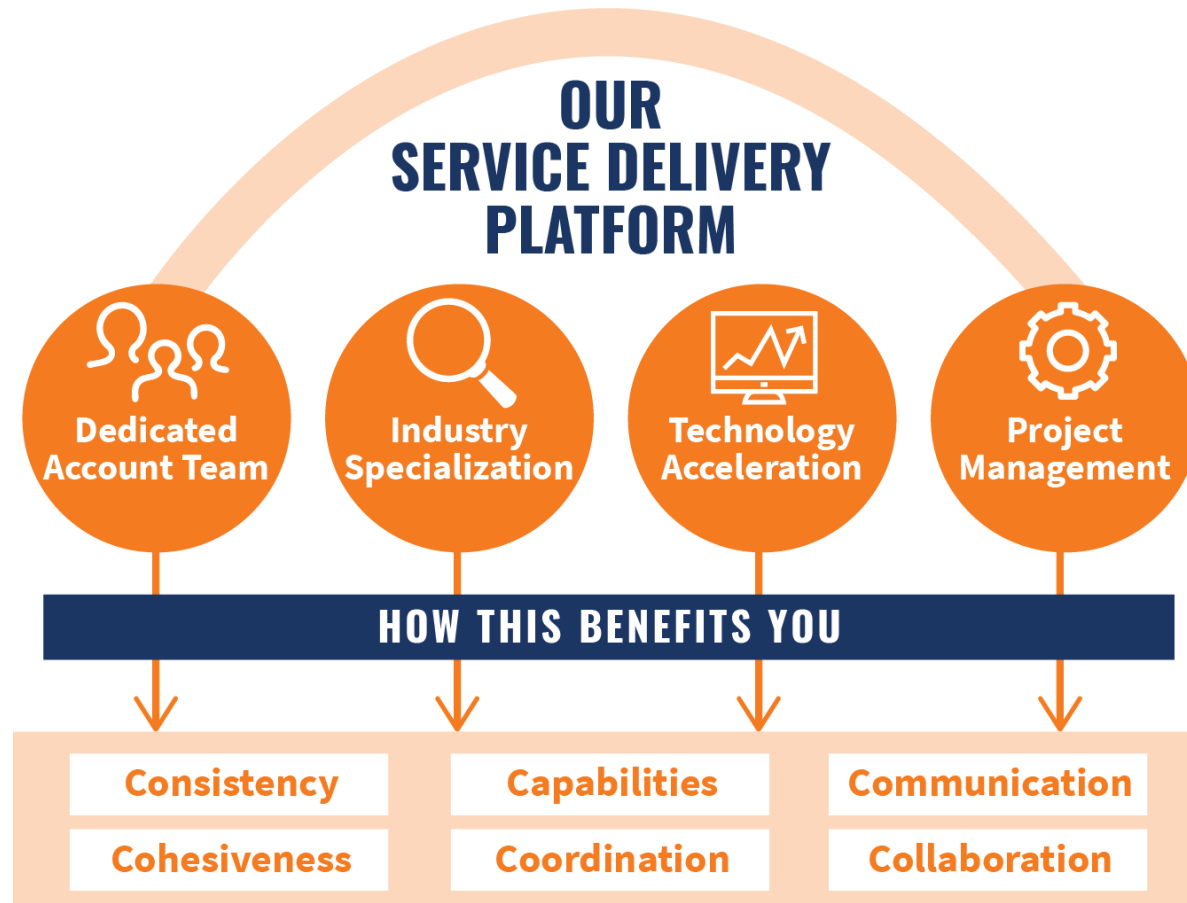 OUR
SERVICE DELIVERY
PLATFORM
Dedicated
Account Team
Industry
Specialization
Technology
Acceleration
Project
Management
HOW THIS BENEFITS YOU
Consistency
Capabilities
Communication
Cohesiveness
Coordination
Collaboration